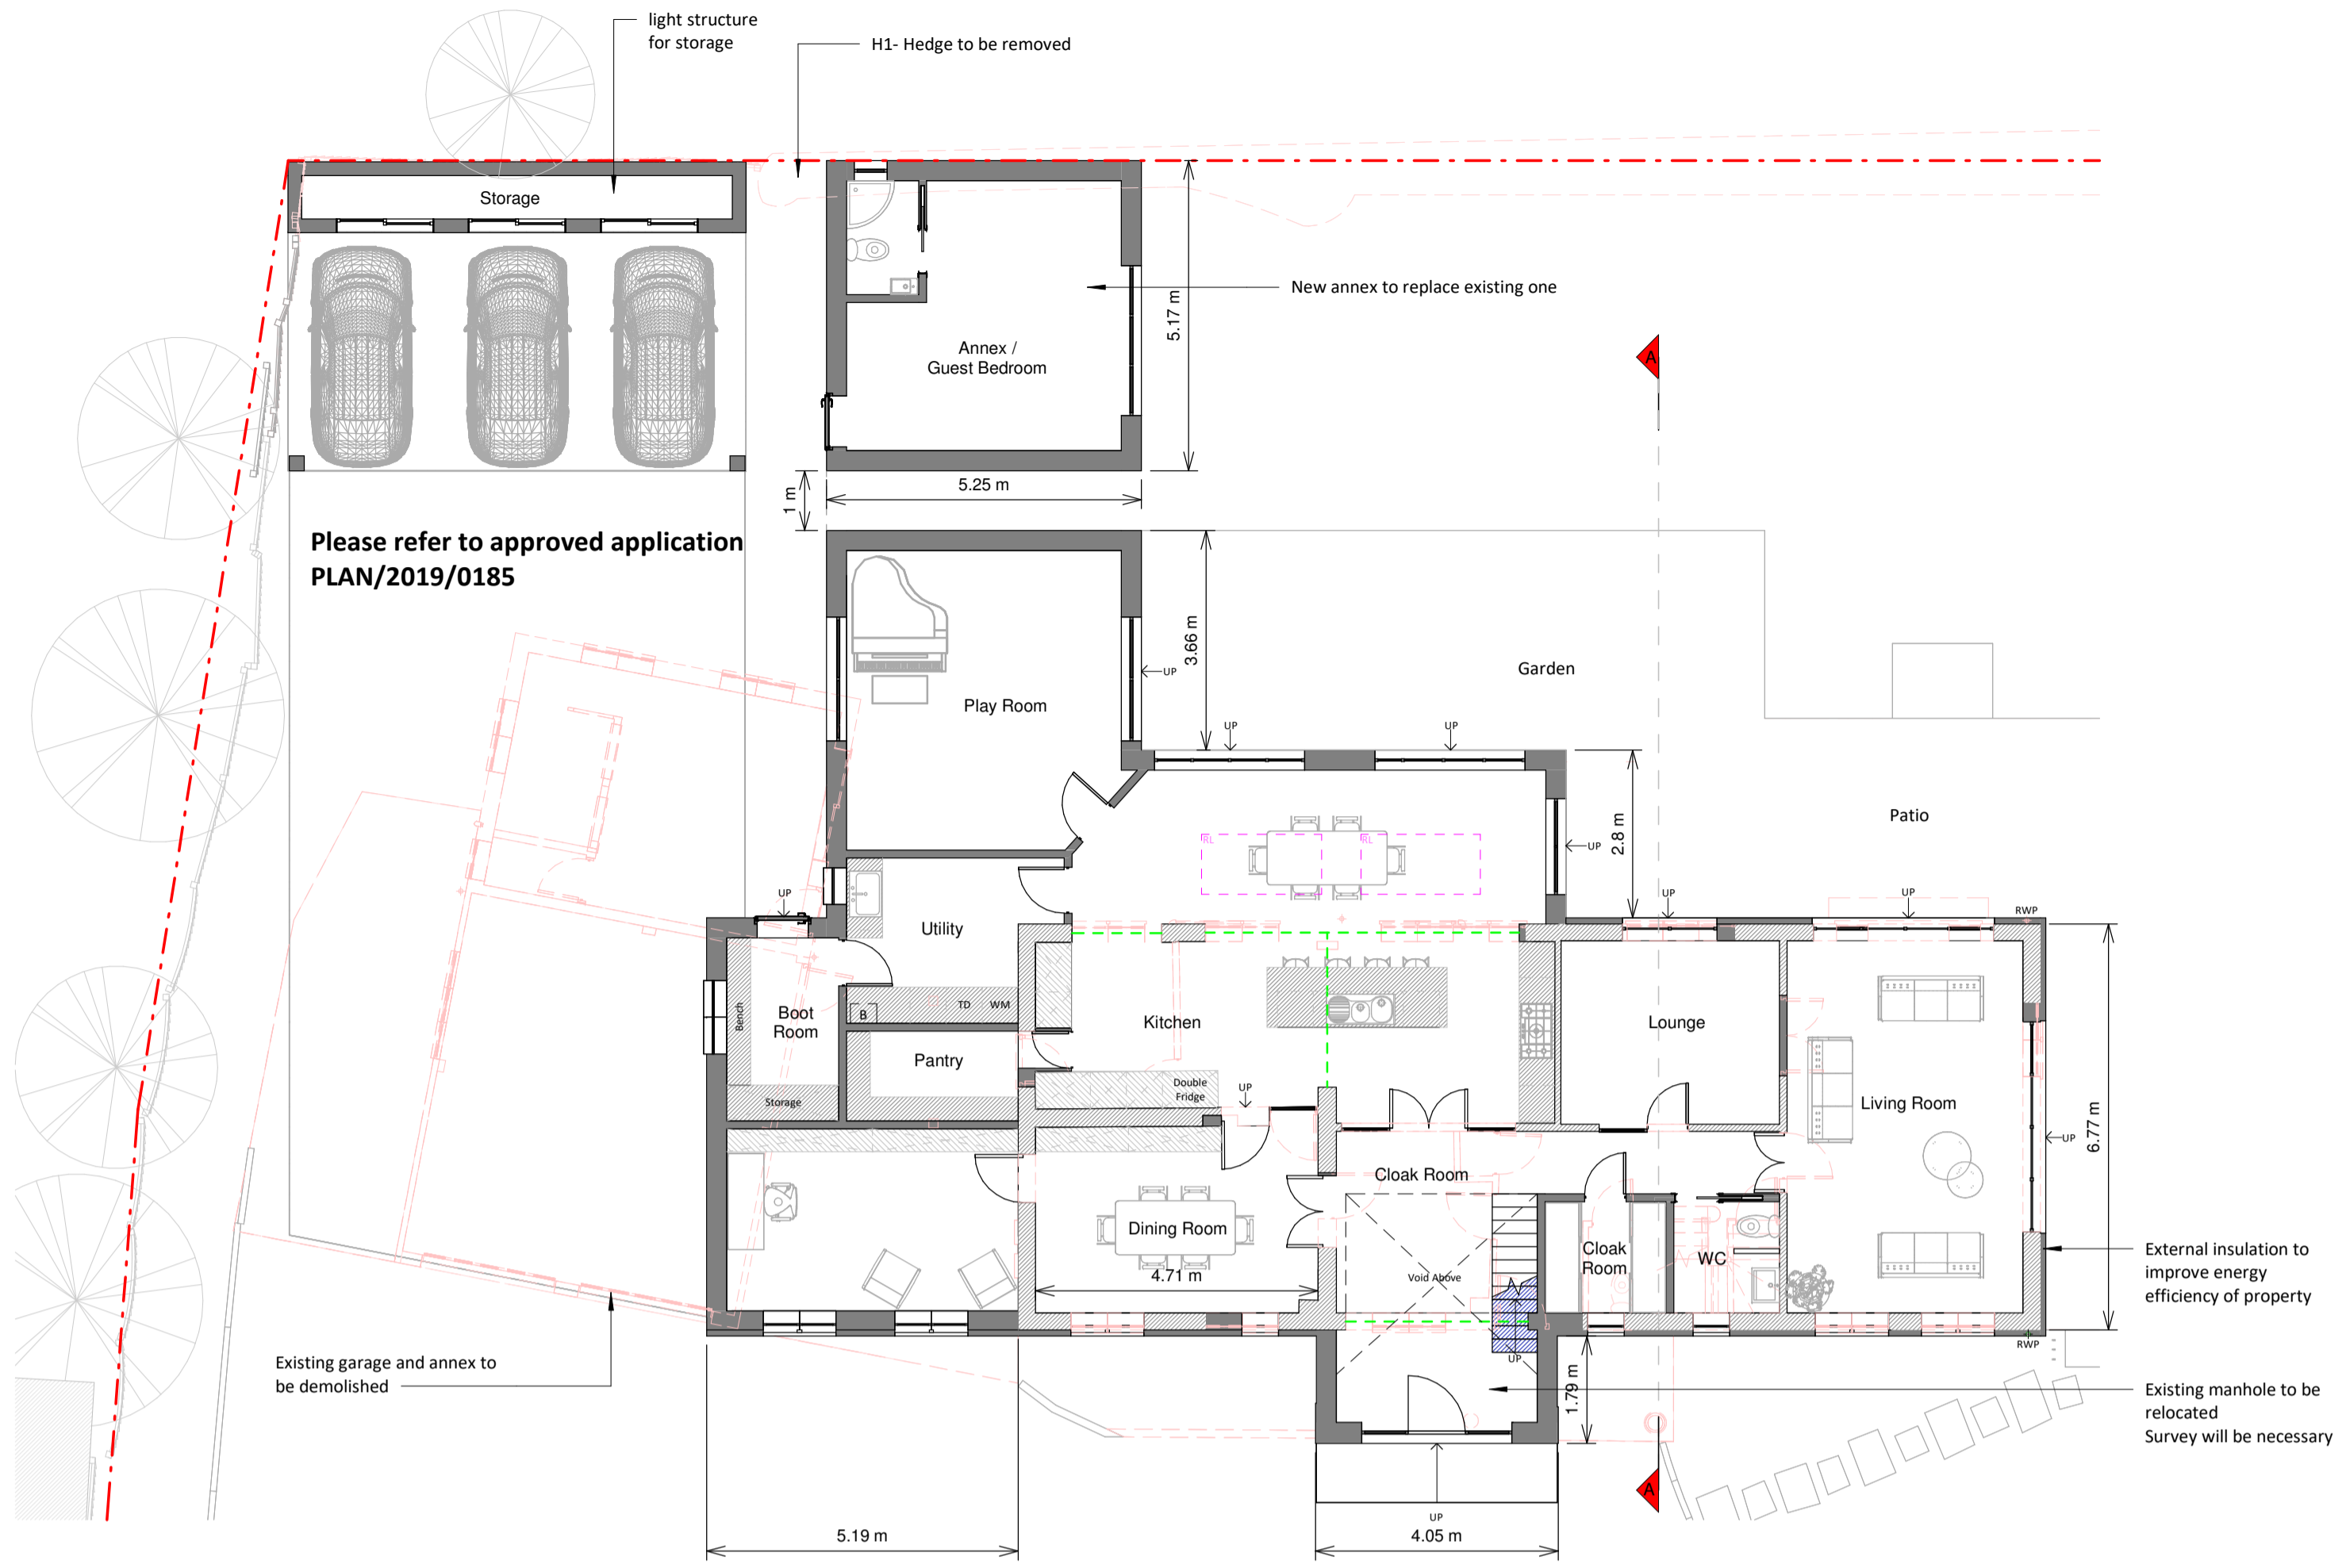 light structure
for storage
H1- Hedge to be removed
Storage
New annex to replace existing one
5.17 m
Annex /
Guest Bedroom
A
5.25 m
1 m
Please refer to approved application
PLAN/2019/0185
3.66 m
UP
Garden
Play Room
UP
UP
2.8 m
Patio
RL
RL
UP
UP
UP
UP
RWP
Utility
Bench
Boot
Room
B
TD
WM
Kitchen
Lounge
Pantry
Double
Fridge
UP
Storage
Living Room
UP
6.77 m
Cloak Room
Dining Room
4.71 m
Void Above
Cloak
Room
WC
External insulation to
improve energy
efficiency of property
UP
RWP
Existing garage and annex to
be demolished
1.79 m
Existing manhole to be
relocated
Survey will be necessary
A
UP
5.19 m
4.05 m